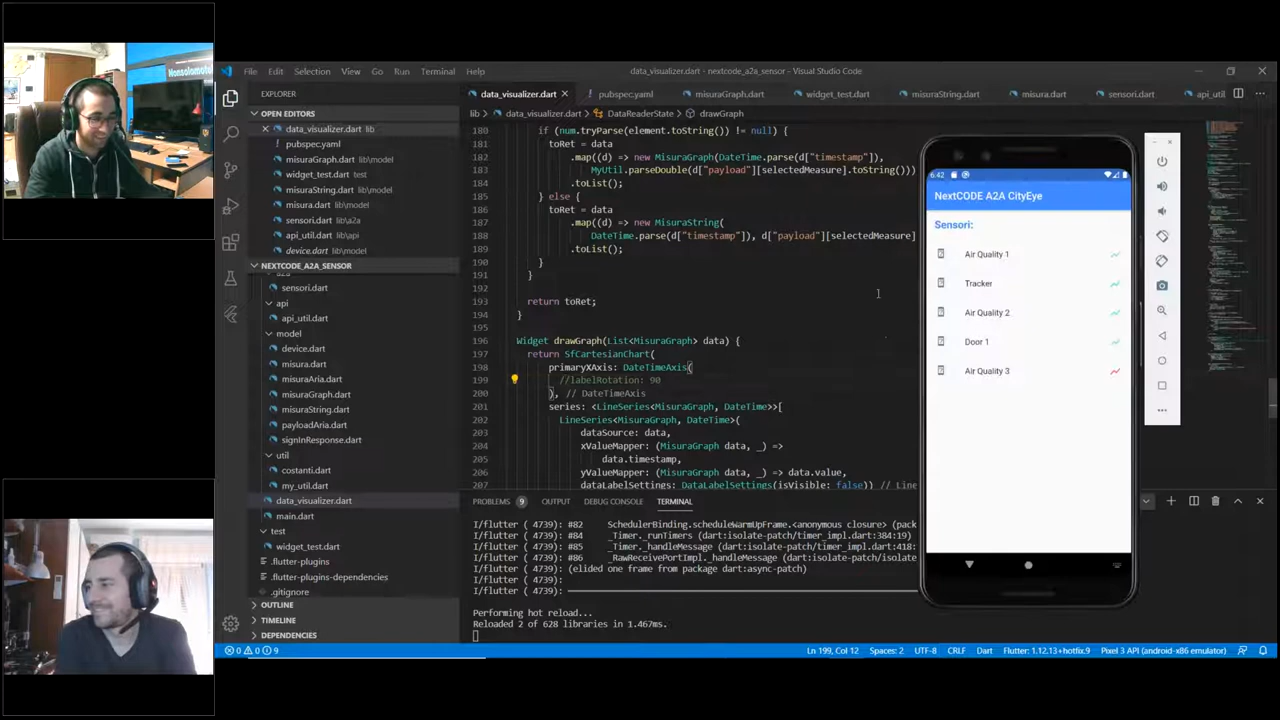 File Edit Selection View Go Run Terminal Help
data_visualizer.dart - nextcode_a2a_sensor - Visual Studio Code
EXPLORER
OPEN EDITORS
data_visualizer.dart lib
pubspec.yaml
misuraGraph.dart lib\model
widget_test.dart test
misuraString.dart lib\model
misura.dart lib\model
sensori.dart lib\a2a
api_util.dart lib\api
device.dart lib\model
NEXTCODE_A2A_SENSOR
sensori.dart
api
api_util.dart
model
device.dart
misura.dart
misuraAria.dart
misuraGraph.dart
misuraString.dart
payloadAria.dart
signInResponse.dart
util
costanti.dart
my_util.dart
data_visualizer.dart
main.dart
test
widget_test.dart
.flutter-plugins
.flutter-plugins-dependencies
.gitignore
OUTLINE
TIMELINE
DEPENDENCIES
data_visualizer.dart pubspec.yaml misuraGraph.dart widget_test.dart misuraString.dart misura.dart sensori.dart api_util
lib > data_visualizer.dart > DataReaderState > drawGraph
180 if (num.tryParse(element.toString()) != null) {
181 toRet = data
182 .map((d) => new MisuraGraph(DateTime.parse(d["timestamp"]),
183 MyUtil.parseDouble(d["payload"][selectedMeasure].toString()))
184 .toList();
185 } else {
186 toRet = data
187 .map((d) => new MisuraString(
188 DateTime.parse(d["timestamp"]), d["payload"][selectedMeasure]
189 .toList();
190 }
191 }
192
193 return toRet;
194 }
195
196 Widget drawGraph(List<MisuraGraph> data) {
197 return SfCartesianChart(
198 primaryXAxis: DateTimeAxis(
199 //labelRotation: 90
200 ), // DateTimeAxis
201 series: <LineSeries<MisuraGraph, DateTime>>[
202 LineSeries<MisuraGraph, DateTime>(
203 dataSource: data,
204 xValueMapper: (MisuraGraph data, _) =>
205 data.timestamp,
206 yValueMapper: (MisuraGraph data, _) => data.value,
207 dataLabelSettings: DataLabelSettings(isVisible: false)) // Line
PROBLEMS 9 OUTPUT DEBUG CONSOLE TERMINAL
I/flutter ( 4739): #82 SchedulerBinding.scheduleWarmUpFrame.<anonymous closure> (pack
I/flutter ( 4739): #84 _Timer._runTimers (dart:isolate-patch/timer_impl.dart:384:19)
I/flutter ( 4739): #85 _Timer._handleMessage (dart:isolate-patch/timer_impl.dart:418:
I/flutter ( 4739): #86 _RawReceivePortImpl._handleMessage (dart:isolate-patch/isolate
I/flutter ( 4739): (elided one frame from package dart:async-patch)
I/flutter ( 4739):
I/flutter ( 4739):
Performing hot reload...
Reloaded 2 of 628 libraries in 1.467ms.
6:42
NextCODE A2A CityEye
Sensori:
Air Quality 1
Tracker
Air Quality 2
Door 1
Air Quality 3
0 0 9
Ln 199, Col 12 Spaces: 2 UTF-8 CRLF Dart Flutter: 1.12.13+hotfix.9 Pixel 3 API (android-x86 emulator)